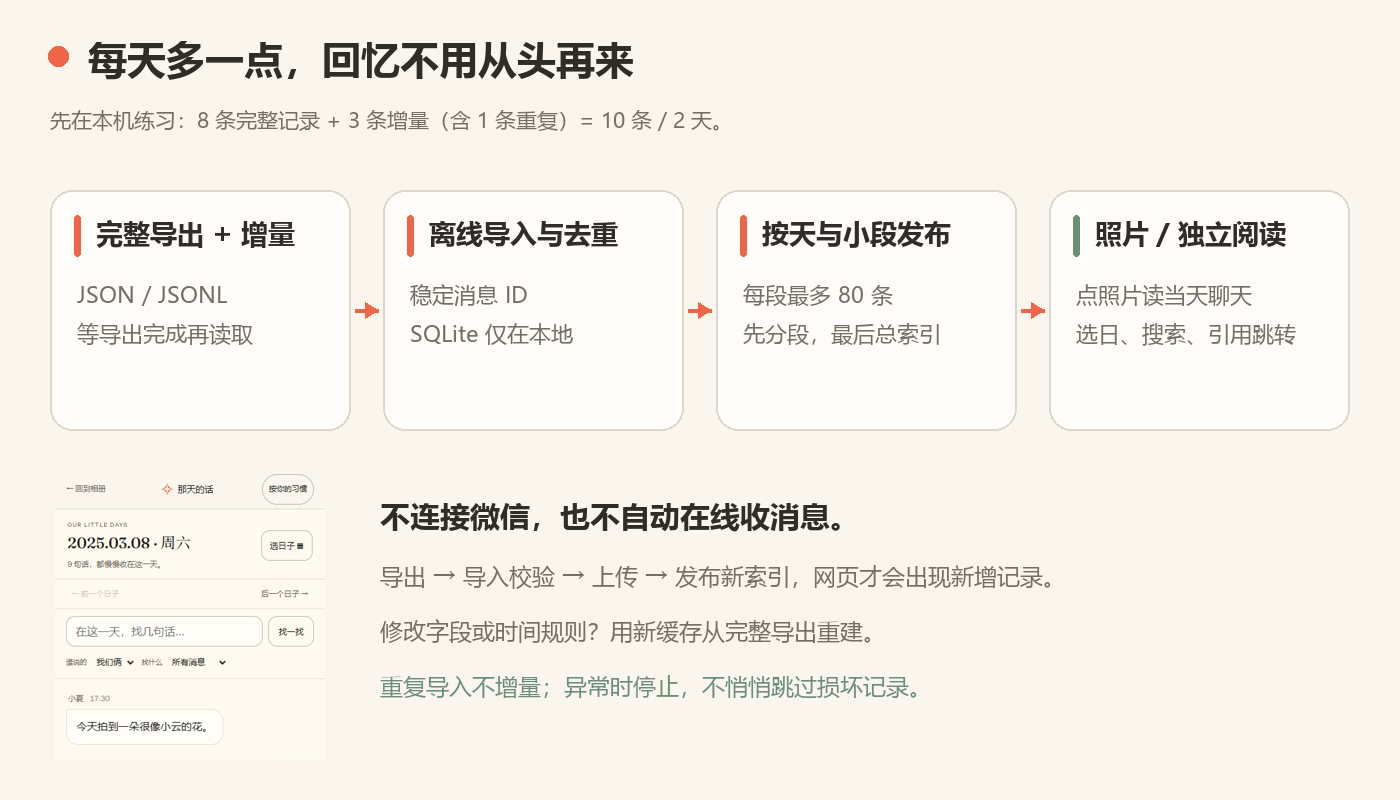 每天多一点，回忆不用从头再来
先在本机练习：8 条完整记录 + 3 条增量（含 1 条重复）= 10 条 / 2 天。
完整导出 + 增量
JSON / JSONL
等导出完成再读取
离线导入与去重
稳定消息 ID
SQLite 仅在本地
按天与小段发布
每段最多 80 条
先分段，最后总索引
照片 / 独立阅读
点照片读当天聊天
选日、搜索、引用跳转
← 回到相册
那天的话
按你的习惯
OUR LITTLE DAYS
2025.03.08 · 周六
9 句话，都慢慢收在这一天。
选日子
← 前一个日子
后一个日子 →
在这一天，找几句话...
找一找
谁说的 我们俩 找什么 所有消息
小夏 17:30
今天拍到一朵很像小云的花。
不连接微信，也不自动在线收消息。
导出 → 导入校验 → 上传 → 发布新索引，网页才会出现新增记录。
修改字段或时间规则？用新缓存从完整导出重建。
重复导入不增量；异常时停止，不悄悄跳过损坏记录。